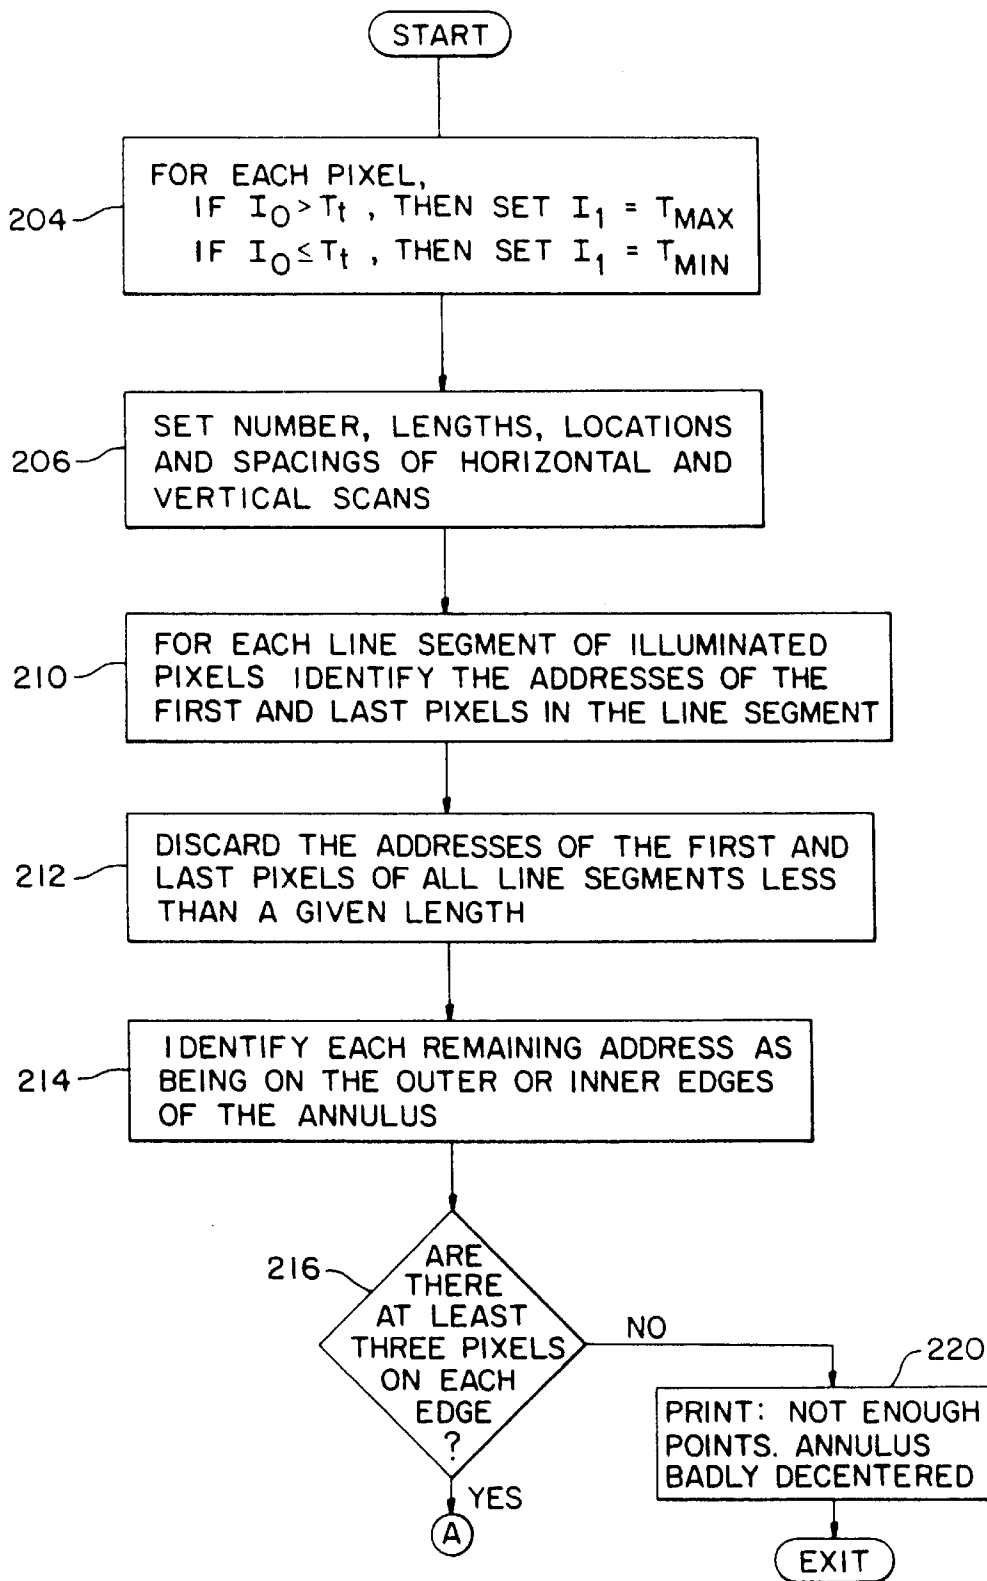 START
204
FOR EACH PIXEL,
IF I0 > Tt , THEN SET I1 = TMAX
IF I0 ≤ Tt , THEN SET I1 = TMIN
206
SET NUMBER, LENGTHS, LOCATIONS
AND SPACINGS OF HORIZONTAL AND
VERTICAL SCANS
210
FOR EACH LINE SEGMENT OF ILLUMINATED
PIXELS IDENTIFY THE ADDRESSES OF THE
FIRST AND LAST PIXELS IN THE LINE SEGMENT
212
DISCARD THE ADDRESSES OF THE FIRST AND
LAST PIXELS OF ALL LINE SEGMENTS LESS
THAN A GIVEN LENGTH
214
IDENTIFY EACH REMAINING ADDRESS AS
BEING ON THE OUTER OR INNER EDGES
OF THE ANNULUS
216
ARE
THERE
AT LEAST
THREE PIXELS
ON EACH
EDGE
?
NO
220
PRINT: NOT ENOUGH
POINTS. ANNULUS
BADLY DECENTERED
YES
A
EXIT